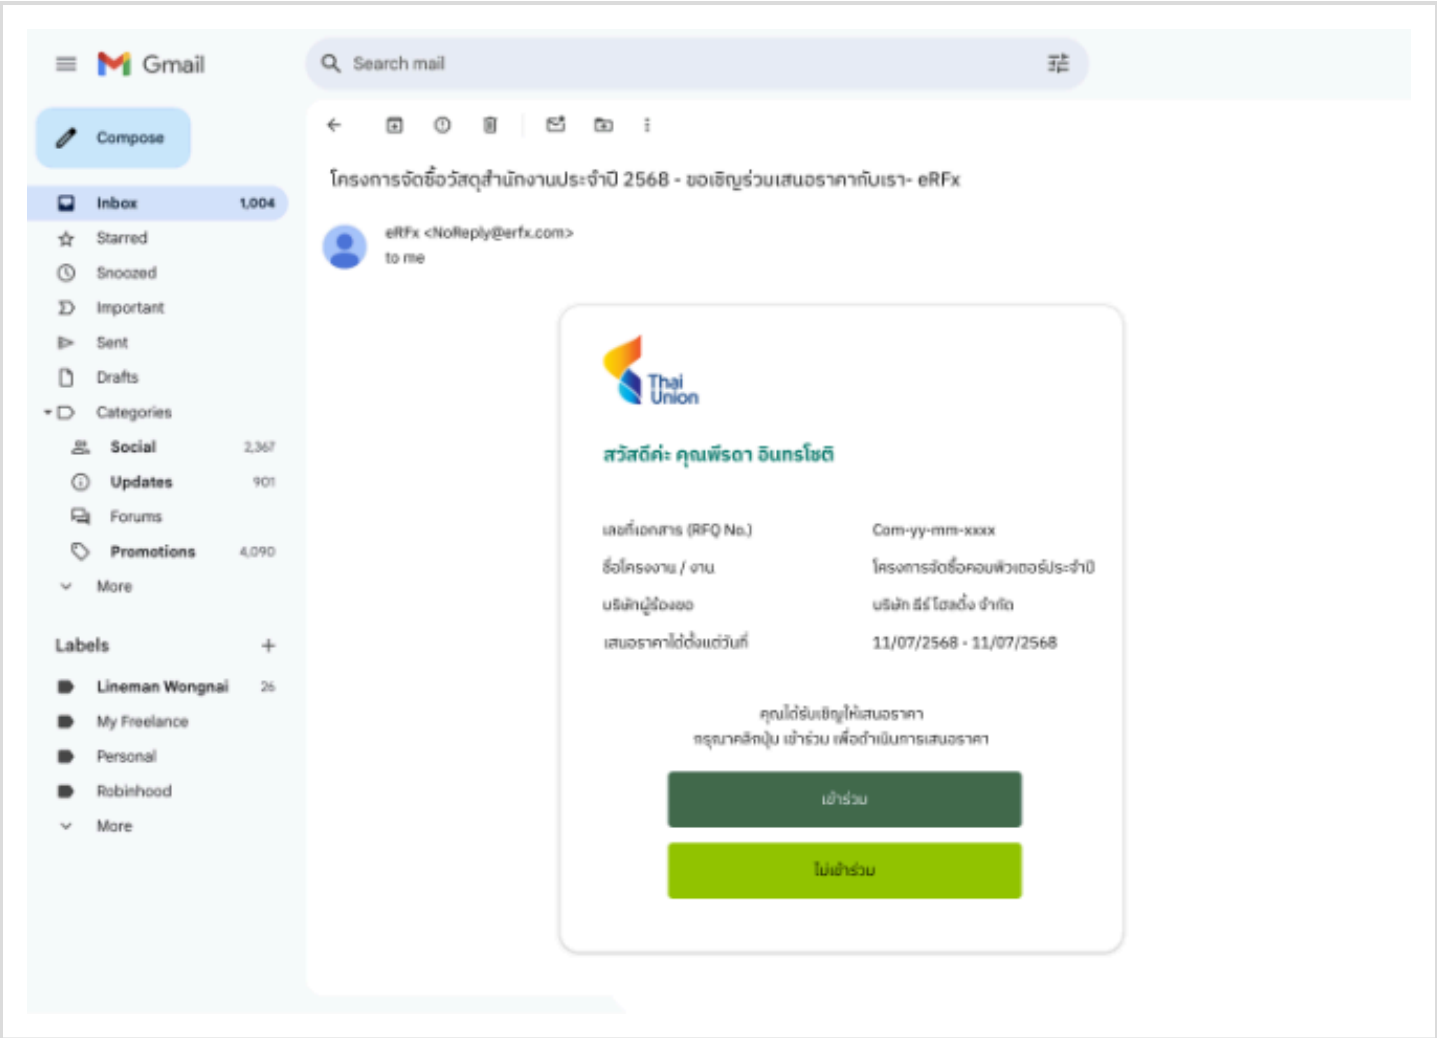 Gmail
Search mail
Compose
โครงการจัดซื้อวัสดุสำนักงานประจำปี 2568 - ขอเชิญร่วมเสนอราคากับเรา- eRFx
Inbox 1,004
eRFx <NoReply@erfx.com>
to me
Starred
Snoozed
Important
Sent
Drafts
Categories
Social 2,367
Updates 901
Forums
Promotions 4,090
More
Labels +
Lineman Wongnai 26
My Freelance
Personal
Robinhood
More
Thai
Union
สวัสดีค่ะ คุณพีรดา อินทรโชติ
เลขที่เอกสาร (RFQ No.) Com-yy-mm-xxxx
ชื่อโครงงาน / งาน โครงการจัดซื้อคอมพิวเตอร์ประจำปี
บริษัทผู้ร้องขอ บริษัท ธีร์ โฮลดิ้ง จำกัด
เสนอราคาได้ตั้งแต่วันที่ 11/07/2568 - 11/07/2568
คุณได้รับเชิญให้เสนอราคา
กรุณาคลิกปุ่ม เข้าร่วม เพื่อดำเนินการเสนอราคา
เข้าร่วม
ไม่เข้าร่วม